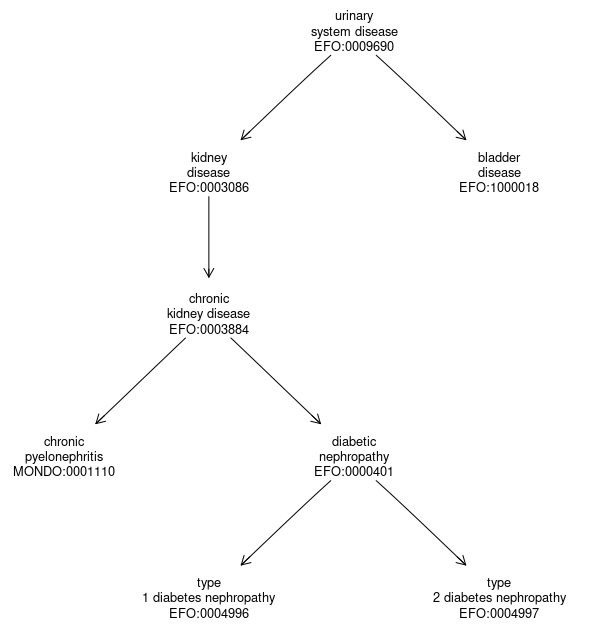 urinary
system disease
EFO:0009690
kidney
disease
EFO:0003086
bladder
disease
EFO:1000018
chronic
kidney disease
EFO:0003884
chronic
pyelonephritis
MONDO:0001110
diabetic
nephropathy
EFO:0000401
type
1 diabetes nephropathy
EFO:0004996
type
2 diabetes nephropathy
EFO:0004997